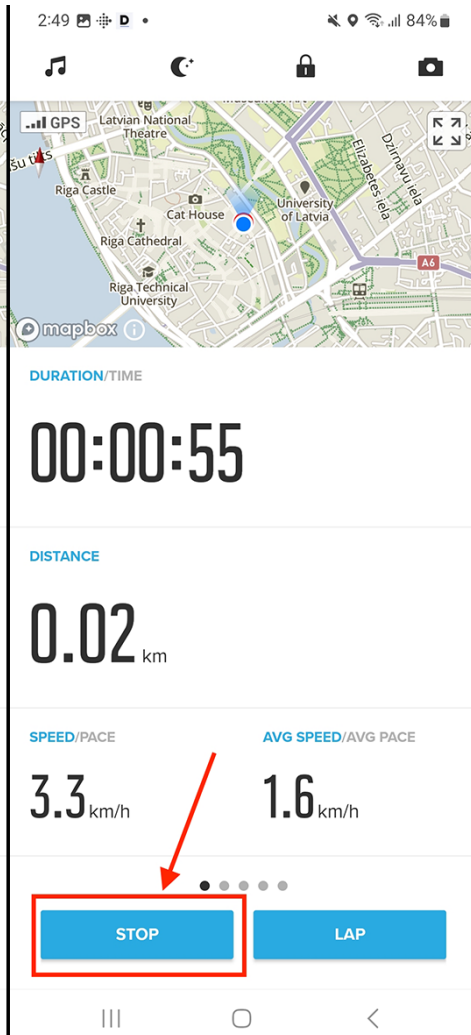 2:49 D 84%
GPS
Latvian National
Theatre
Riga Castle
Cat House
University
of Latvia
Riga Cathedral
Riga Technical
University
Elizabetes iela
Dzirnavu iela
A6
mapbox
DURATION/TIME
00:00:55
DISTANCE
0.02 km
SPEED/PACE
AVG SPEED/AVG PACE
3.3 km/h
1.6 km/h
STOP
LAP